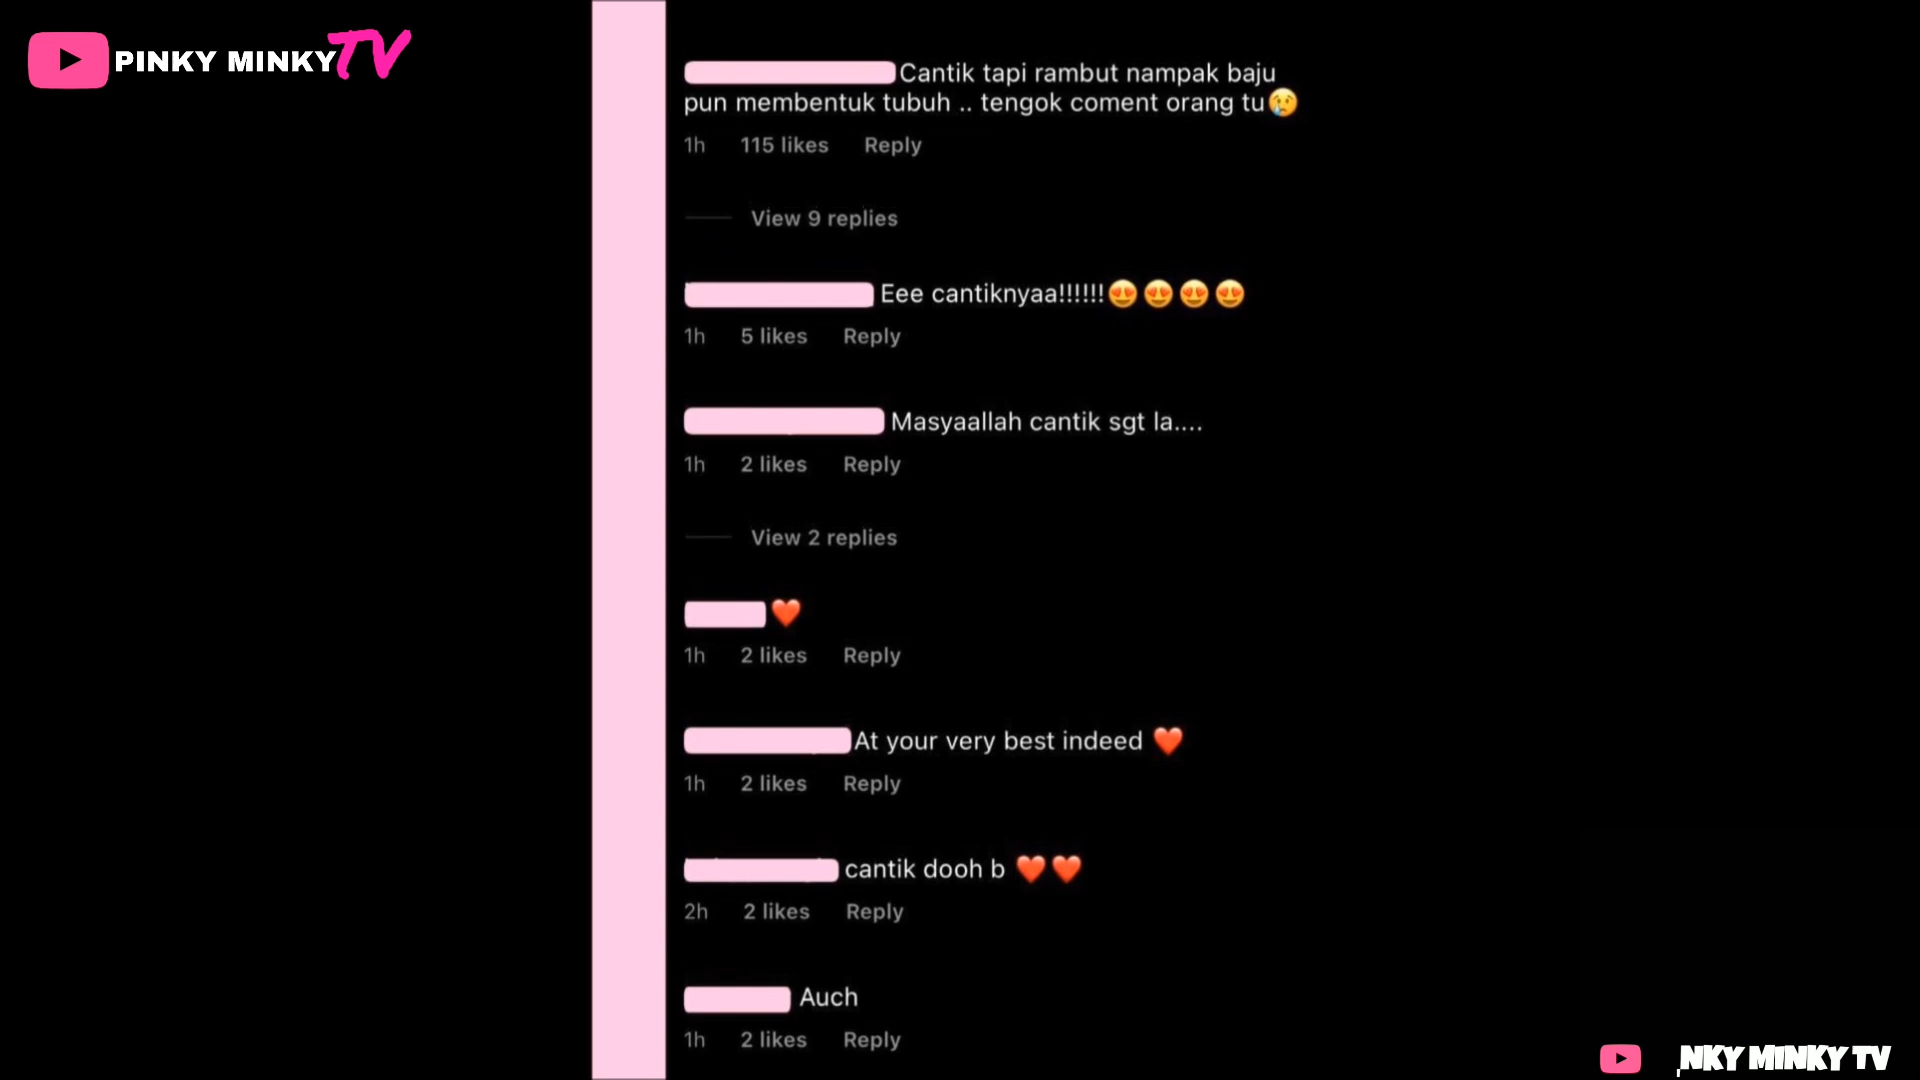 PINKY MINKY TV
Cantik tapi rambut nampak baju
pun membentuk tubuh .. tengok coment orang tu😢
1h 115 likes Reply
View 9 replies
Eee cantiknyaa!!!!!!😍😍😍😍
1h 5 likes Reply
Masyaallah cantik sgt la....
1h 2 likes Reply
View 2 replies
❤️
1h 2 likes Reply
At your very best indeed ❤️
1h 2 likes Reply
cantik dooh b ❤️❤️
2h 2 likes Reply
Auch
1h 2 likes Reply
NKY MINKY TV